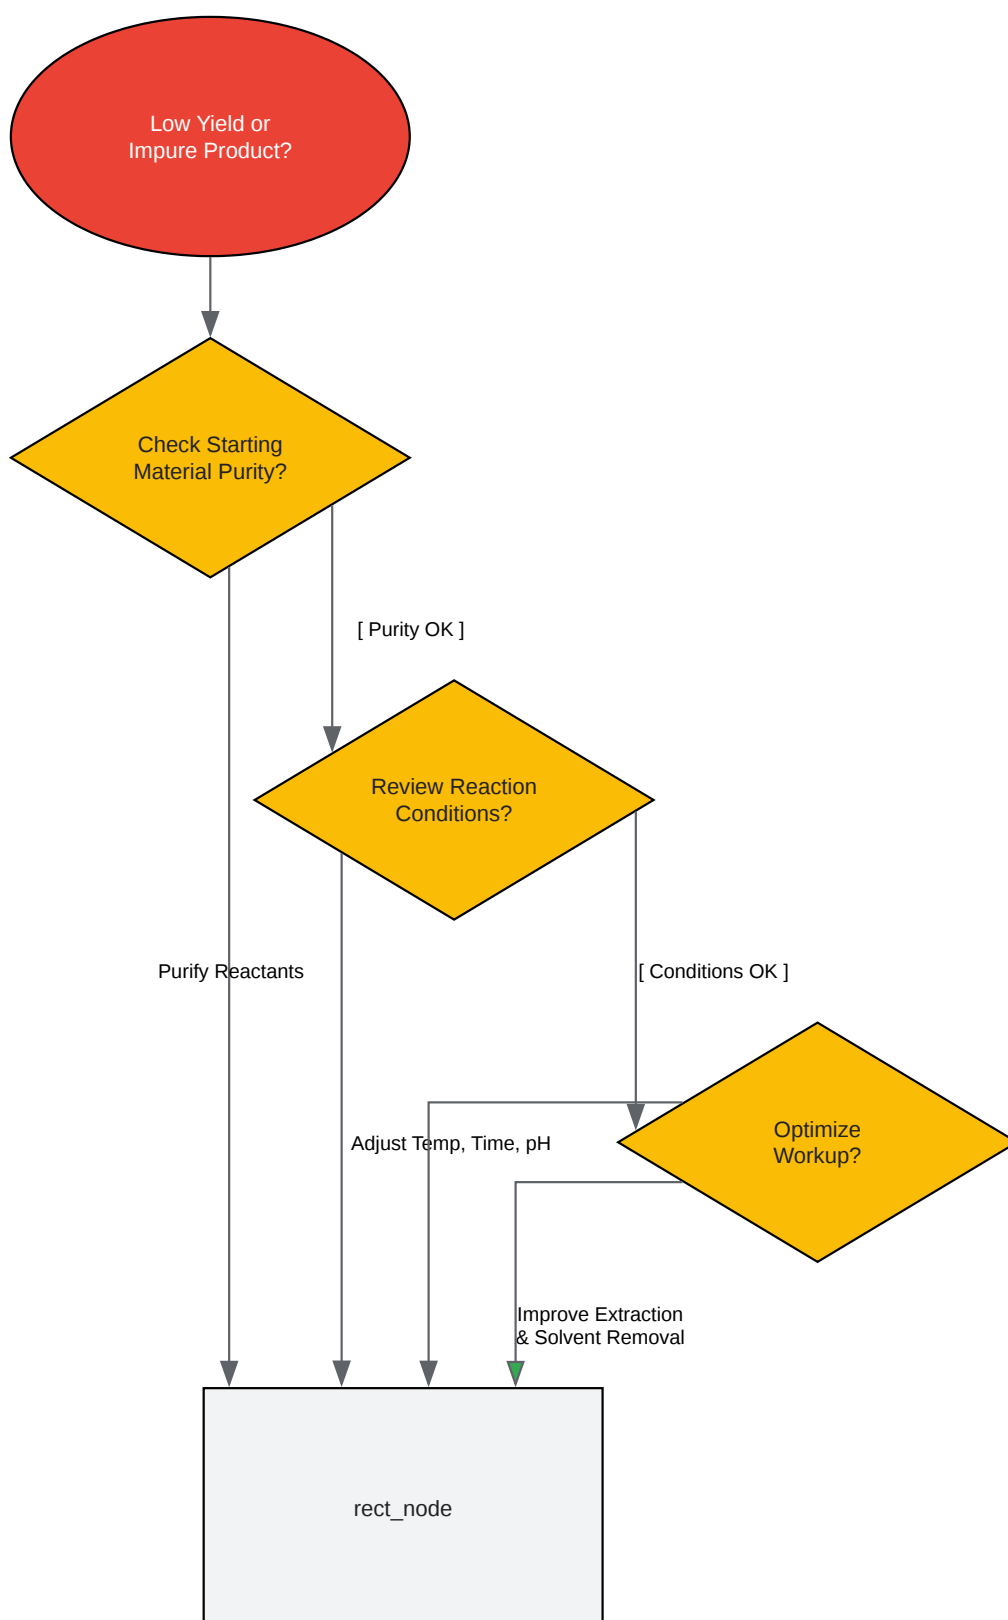 Low Yield or
Impure Product?
Check Starting
Material Purity?
[ Purity OK ]
Review Reaction
Conditions?
Purify Reactants
[ Conditions OK ]
Optimize
Workup?
Adjust Temp, Time, pH
Improve Extraction
& Solvent Removal
rect_node